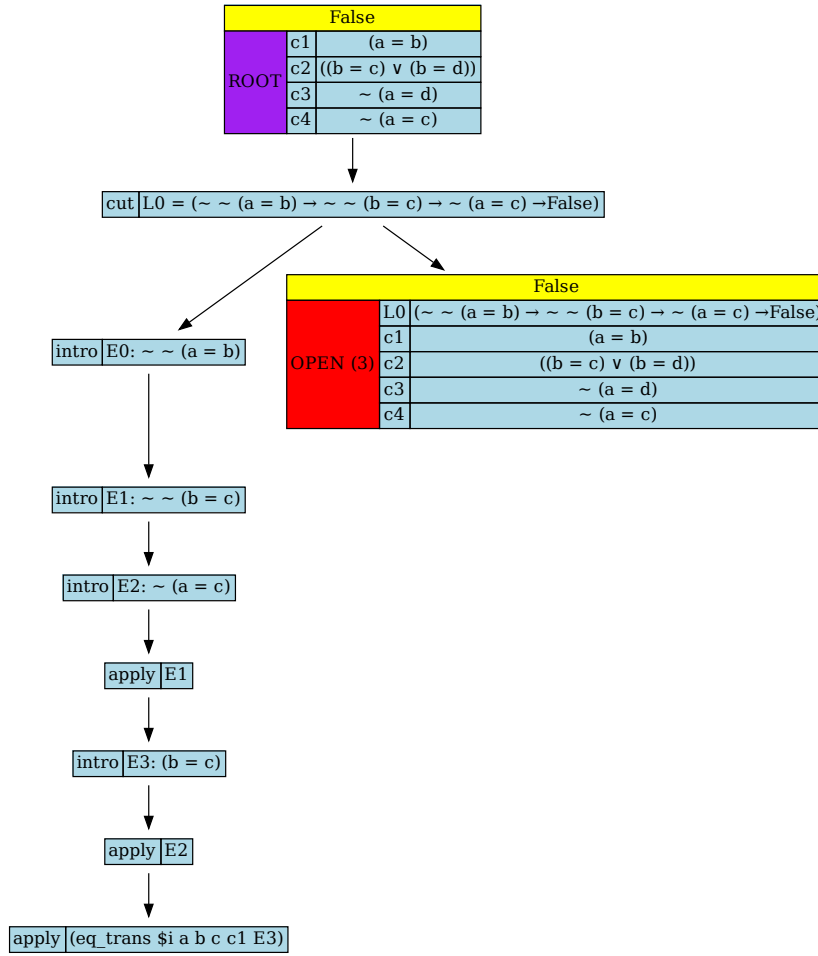 False
ROOT
c1 (a = b)
c2 ((b = c) ∨ (b = d))
c3 ~ (a = d)
c4 ~ (a = c)
cut L0 = (~ ~ (a = b) → ~ ~ (b = c) → ~ (a = c) →False)
False
OPEN (3)
L0 (~ ~ (a = b) → ~ ~ (b = c) → ~ (a = c) →False)
c1 (a = b)
c2 ((b = c) ∨ (b = d))
c3 ~ (a = d)
c4 ~ (a = c)
intro E0: ~ ~ (a = b)
intro E1: ~ ~ (b = c)
intro E2: ~ (a = c)
apply E1
intro E3: (b = c)
apply E2
apply (eq_trans $i a b c c1 E3)